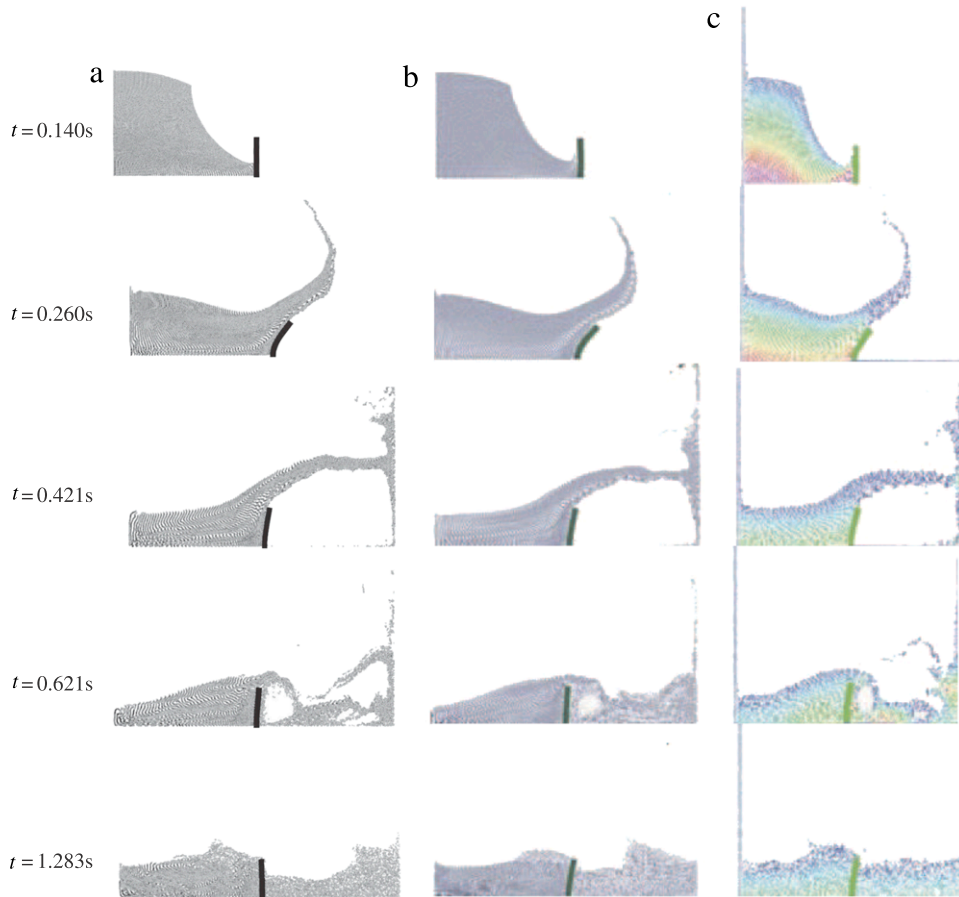 c
a
b
t = 0.140s
t = 0.260s
t = 0.421s
t = 0.621s
t = 1.283s